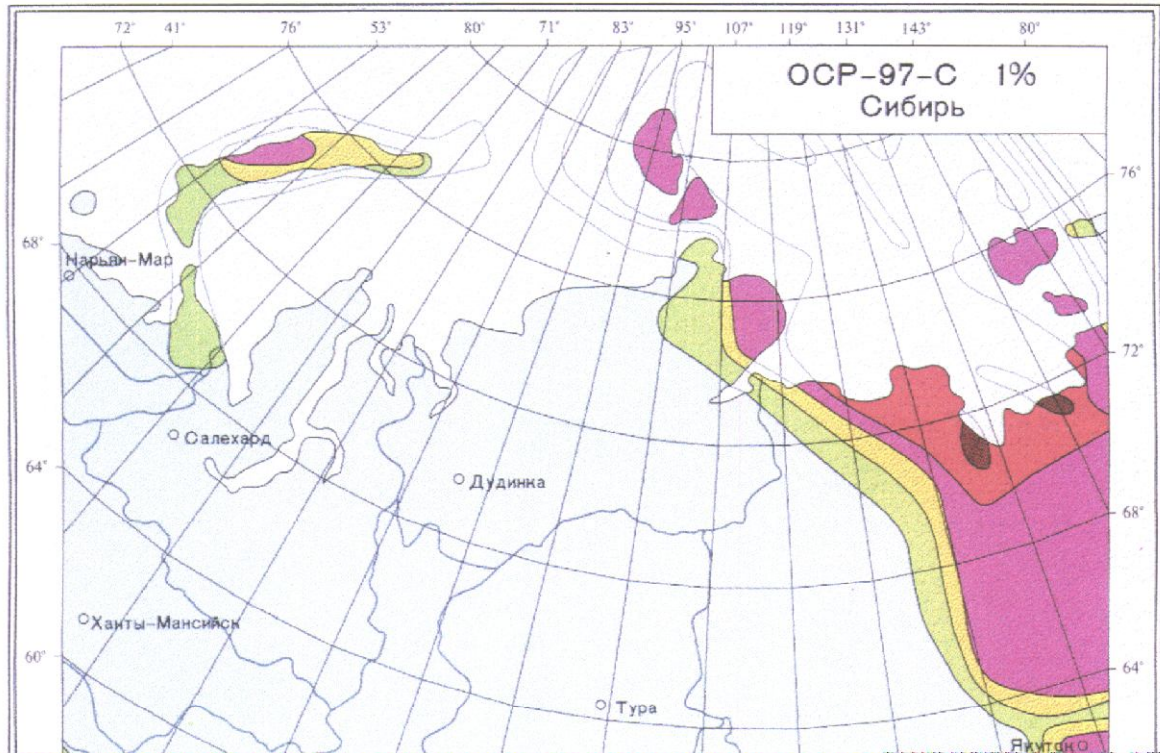 72° 41° 76° 53° 80° 71° 83° 95° 107° 119° 131° 143° 80°
ОСР-97-С 1%
Сибирь
76°
68°
Нарьян-Мар
72°
Салехард
64°
Дудинка
68°
Ханты-Мансийск
60°
64°
Тура
Якутск